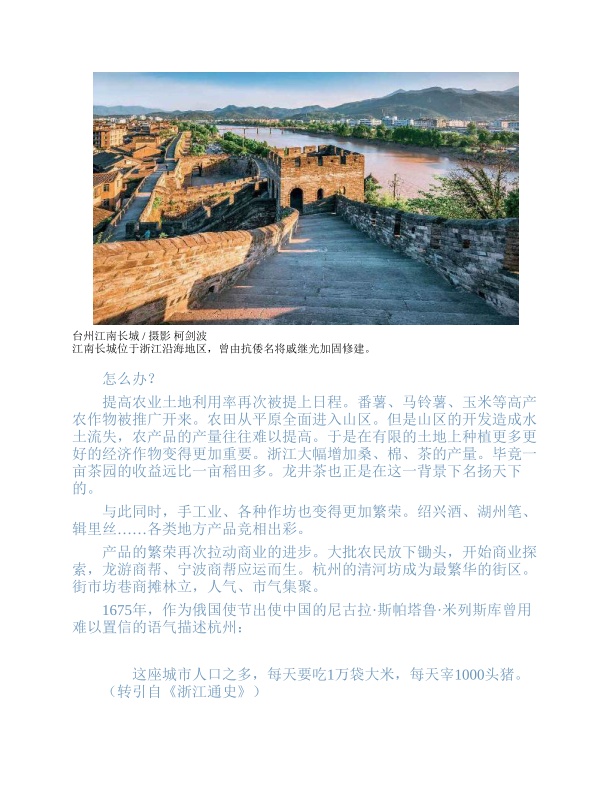 台州江南长城 / 摄影 柯剑波
江南长城位于浙江沿海地区，曾由抗倭名将戚继光加固修建。
怎么办？
提高农业土地利用率再次被提上日程。番薯、马铃薯、玉米等高产
农作物被推广开来。农田从平原全面进入山区。但是山区的开发造成水
土流失，农产品的产量往往难以提高。于是在有限的土地上种植更多更
好的经济作物变得更加重要。浙江大幅增加桑、棉、茶的产量。毕竟一
亩茶园的收益远比一亩稻田多。龙井茶也正是在这一背景下名扬天下
的。
与此同时，手工业、各种作坊也变得更加繁荣。绍兴酒、湖州笔、
辑里丝……各类地方产品竞相出彩。
产品的繁荣再次拉动商业的进步。大批农民放下锄头，开始商业探
索，龙游商帮、宁波商帮应运而生。杭州的清河坊成为最繁华的街区。
街市坊巷商摊林立，人气、市气集聚。
1675年，作为俄国使节出使中国的尼古拉·斯帕塔鲁·米列斯库曾用
难以置信的语气描述杭州：
这座城市人口之多，每天要吃1万袋大米，每天宰1000头猪。
（转引自《浙江通史》）